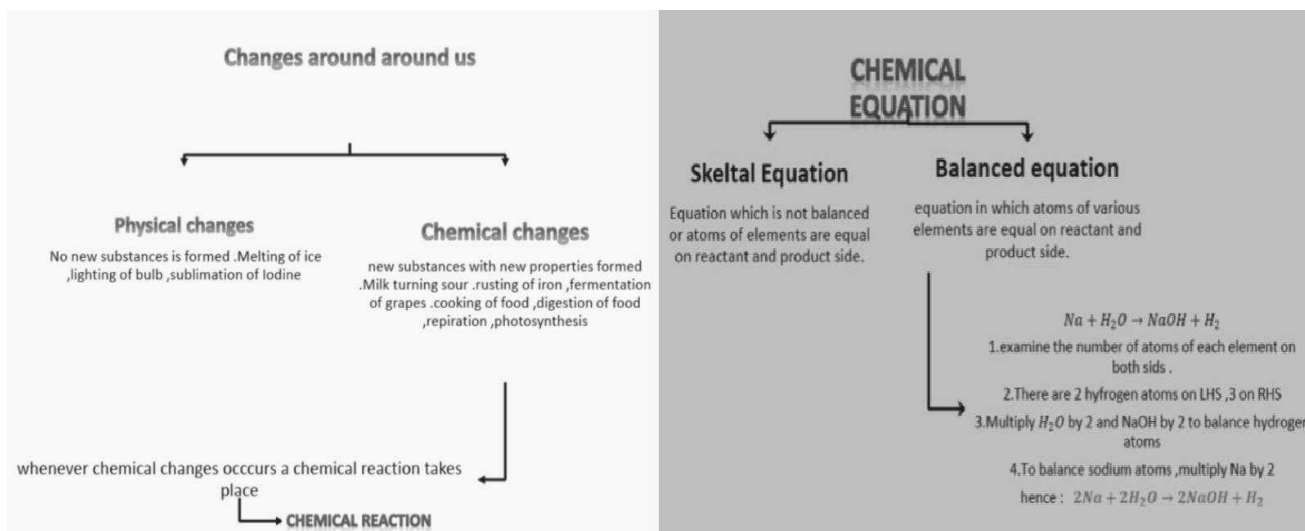 Changes around around us
Physical changes
No new substances is formed .Melting of ice
,lighting of bulb ,sublimation of Iodine
Chemical changes
new substances with new properties formed
.Milk turning sour .rusting of iron ,fermentation
of grapes .cooking of food ,digestion of food
,repiration ,photosynthesis
whenever chemical changes occcurs a chemical reaction takes
place
CHEMICAL REACTION
CHEMICAL
EQUATION
Skeltal Equation
Equation which is not balanced
or atoms of elements are equal
on reactant and product side.
Balanced equation
equation in which atoms of various
elements are equal on reactant and
product side.
Na + H₂O → NaOH + H₂
1.examine the number of atoms of each element on
both sids .
2.There are 2 hyfrogen atoms on LHS ,3 on RHS
3.Multiply H₂O by 2 and NaOH by 2 to balance hydrogen
atoms
4.To balance sodium atoms ,multiply Na by 2
hence : 2Na + 2H₂O → 2NaOH + H₂